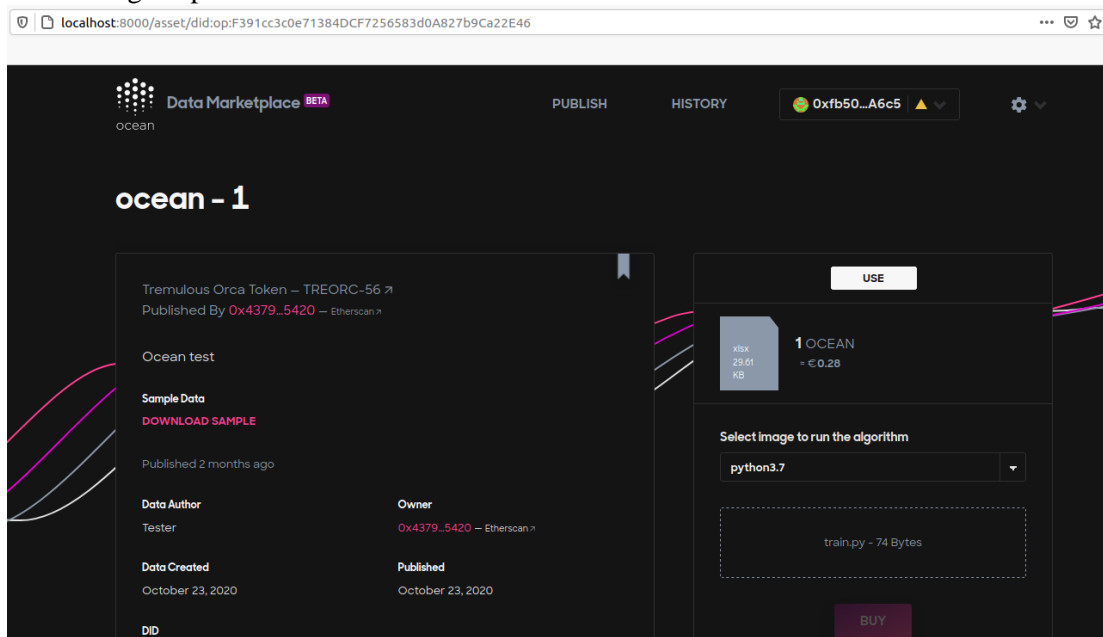 localhost:8000/asset/did:op:F391cc3c0e71384DCF7256583d0A827b9Ca22E46
ocean
Data Marketplace BETA
PUBLISH
HISTORY
0xfb50...A6c5
ocean - 1
Tremulous Orca Token — TREORC-56 ↗
Published By 0x4379...5420 — Etherscan ↗
Ocean test
Sample Data
DOWNLOAD SAMPLE
Published 2 months ago
Data Author
Tester
Owner
0x4379...5420 — Etherscan ↗
Data Created
October 23, 2020
Published
October 23, 2020
DID
USE
xlsx
29.61
KB
1 OCEAN
≈ € 0.28
Select image to run the algorithm
python3.7
train.py - 74 Bytes
BUY